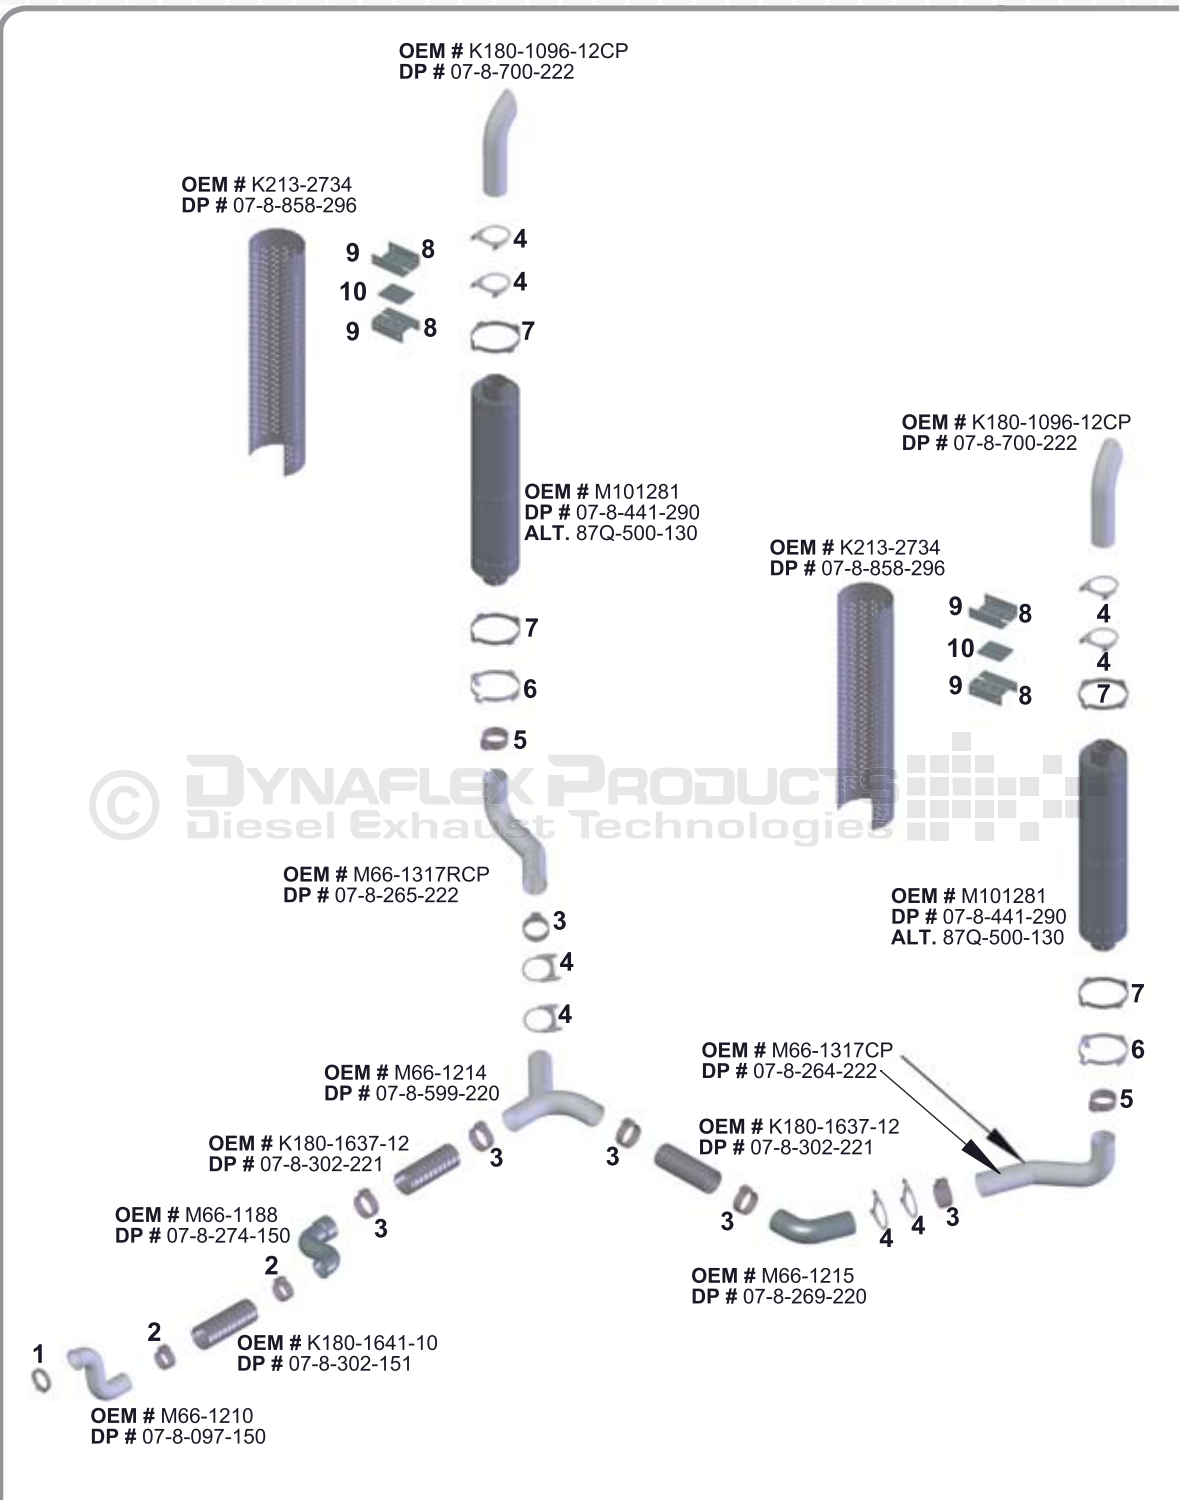 OEM # K180-1096-12CP
DP # 07-8-700-222
OEM # K213-2734
DP # 07-8-858-296
4
9 8
4
10
9 8
7
OEM # K180-1096-12CP
DP # 07-8-700-222
OEM # M101281
DP # 07-8-441-290
ALT. 87Q-500-130
OEM # K213-2734
DP # 07-8-858-296
9 8
4
7
10
4
9 8
7
6
5
© DYNAFLEX PRODUCTS
Diesel Exhaust Technologies
OEM # M66-1317RCP
DP # 07-8-265-222
OEM # M101281
DP # 07-8-441-290
ALT. 87Q-500-130
3
4
7
4
OEM # M66-1317CP
DP # 07-8-264-222
6
OEM # M66-1214
DP # 07-8-599-220
5
OEM # K180-1637-12
DP # 07-8-302-221
3
3
OEM # K180-1637-12
DP # 07-8-302-221
OEM # M66-1188
DP # 07-8-274-150
3
3
4
4
3
2
OEM # M66-1215
DP # 07-8-269-220
2
OEM # K180-1641-10
DP # 07-8-302-151
1
OEM # M66-1210
DP # 07-8-097-150